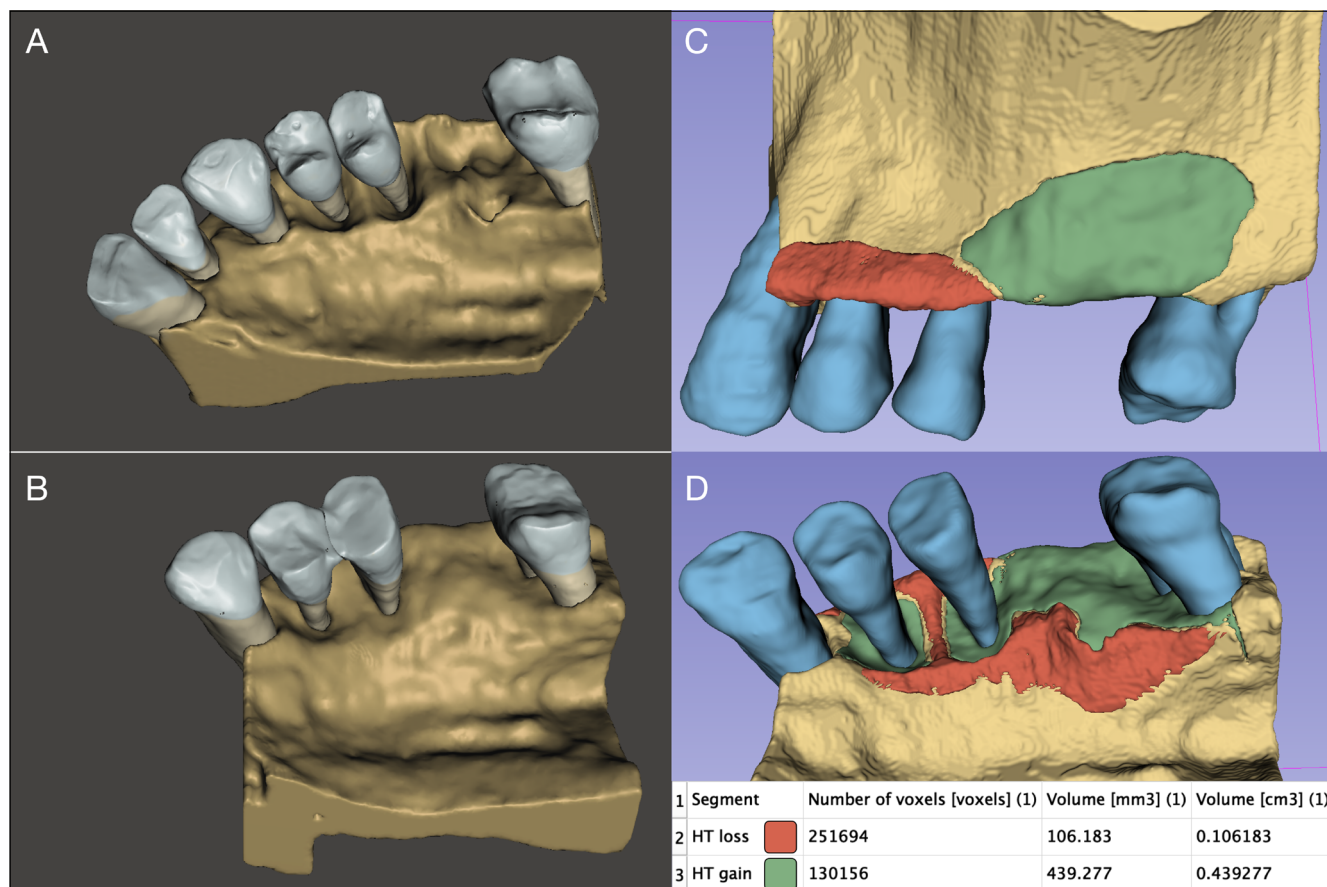 A
C
B
D
1 Segment Number of voxels [voxels] (1) Volume [mm3] (1) Volume [cm3] (1)
2 HT loss 251694 106.183 0.106183
3 HT gain 130156 439.277 0.439277